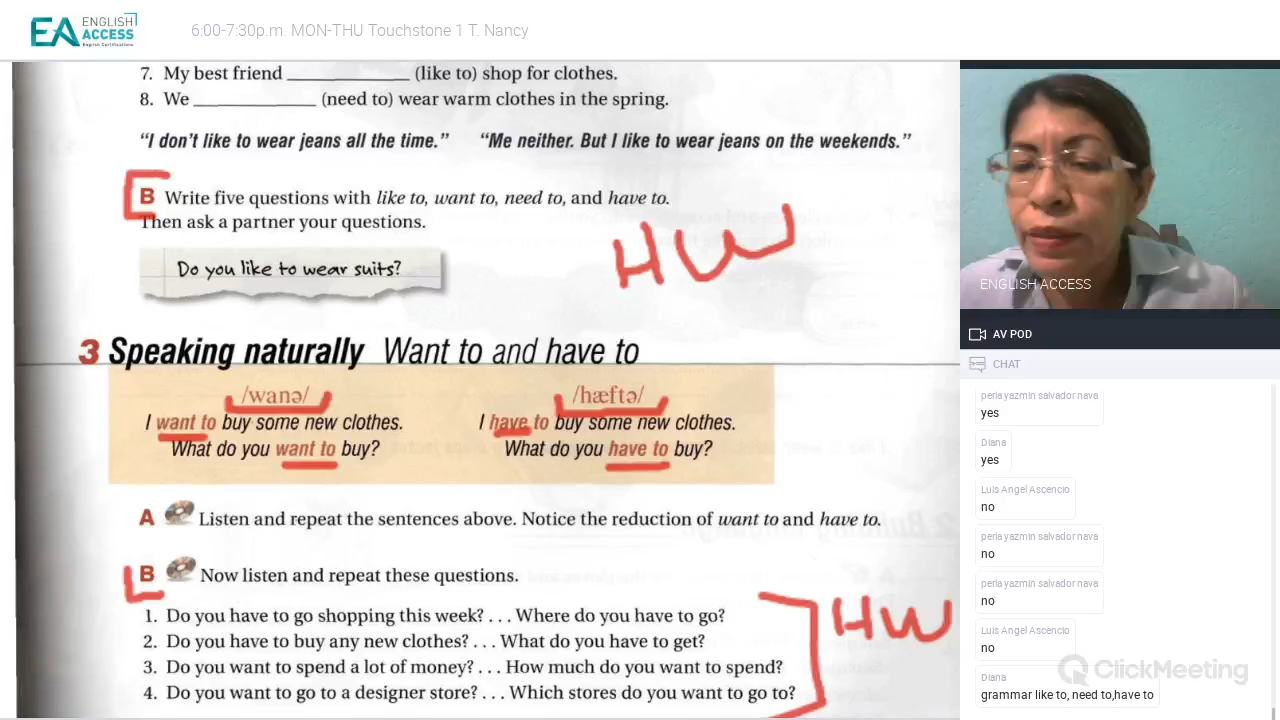 EA ENGLISH
ACCESS
English Certifications
6:00-7:30p.m. MON-THU Touchstone 1 T. Nancy
7. My best friend ____________ (like to) shop for clothes.
8. We ____________ (need to) wear warm clothes in the spring.
“I don't like to wear jeans all the time.” “Me neither. But I like to wear jeans on the weekends.”
B Write five questions with like to, want to, need to, and have to.
Then ask a partner your questions.
HW
Do you like to wear suits?
3 Speaking naturally Want to and have to
/wanə/ /hæftə/
I want to buy some new clothes. I have to buy some new clothes.
What do you want to buy? What do you have to buy?
A Listen and repeat the sentences above. Notice the reduction of want to and have to.
B Now listen and repeat these questions.
1. Do you have to go shopping this week? . . . Where do you have to go?
2. Do you have to buy any new clothes? . . . What do you have to get?
3. Do you want to spend a lot of money? . . . How much do you want to spend?
4. Do you want to go to a designer store? . . . Which stores do you want to go to?
HW
ENGLISH ACCESS
AV POD
CHAT
perla yazmin salvador nava
yes
Diana
yes
Luis Angel Ascencio
no
perla yazmin salvador nava
no
perla yazmin salvador nava
no
Luis Angel Ascencio
no
Diana
grammar like to, need to,have to
ClickMeeting